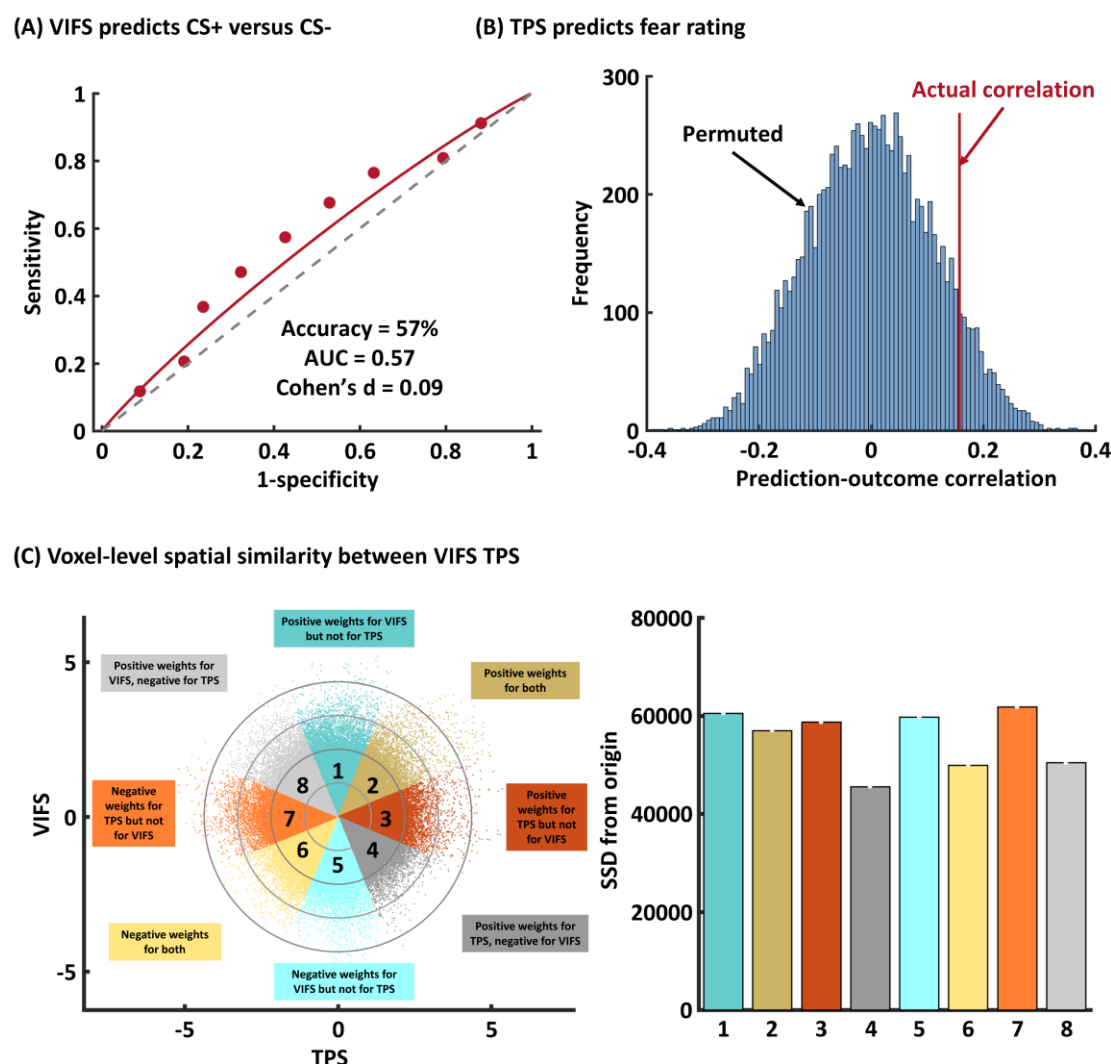 (A) VIFS predicts CS+ versus CS-
(B) TPS predicts fear rating
1
0.8
0.6
0.4
0.2
0
Sensitivity
0
0.2
0.4
0.6
0.8
1
1-specificity
Accuracy = 57%
AUC = 0.57
Cohen's d = 0.09
300
200
100
0
Frequency
-0.4
-0.2
0
0.2
0.4
Prediction-outcome correlation
Permuted
Actual correlation
(C) Voxel-level spatial similarity between VIFS TPS
5
0
-5
VIFS
-5
0
5
TPS
Positive weights for VIFS
but not for TPS
Positive weights for
VIFS, negative for TPS
Positive weights
for both
Negative
weights for
TPS but not
for VIFS
Positive
weights for
TPS but not
for VIFS
Negative weights
for both
Positive weights for
TPS, negative for VIFS
Negative weights for
VIFS but not for TPS
1
2
3
4
5
6
7
8
80000
60000
40000
20000
0
SSD from origin
1
2
3
4
5
6
7
8